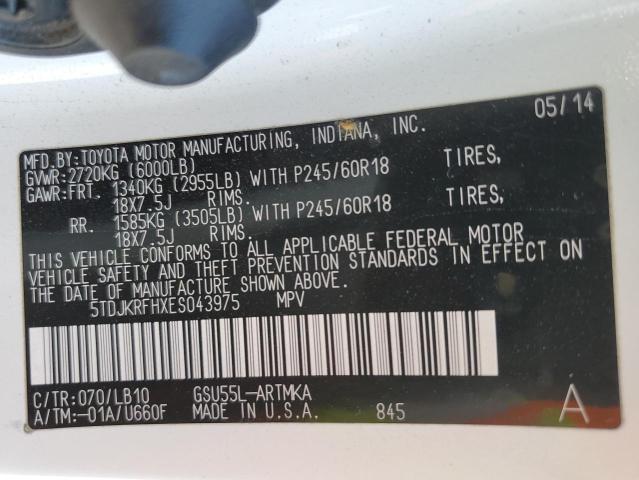 05/14
MFD.BY:TOYOTA MOTOR MANUFACTURING, INDIANA, INC.
GVWR:2720KG (6000LB)
GAWR:FRT. 1340KG (2955LB) WITH P245/60R18 TIRES,
18X7.5J RIMS.
RR. 1585KG (3505LB) WITH P245/60R18 TIRES,
18X7.5J RIMS.
THIS VEHICLE CONFORMS TO ALL APPLICABLE FEDERAL MOTOR
VEHICLE SAFETY AND THEFT PREVENTION STANDARDS IN EFFECT ON
THE DATE OF MANUFACTURE SHOWN ABOVE.
5TDJKRFHXES043975 MPV
C/TR:070/LB10 GSU55L-ARTMKA
A/TM:-01A/U660F MADE IN U.S.A. 845 A